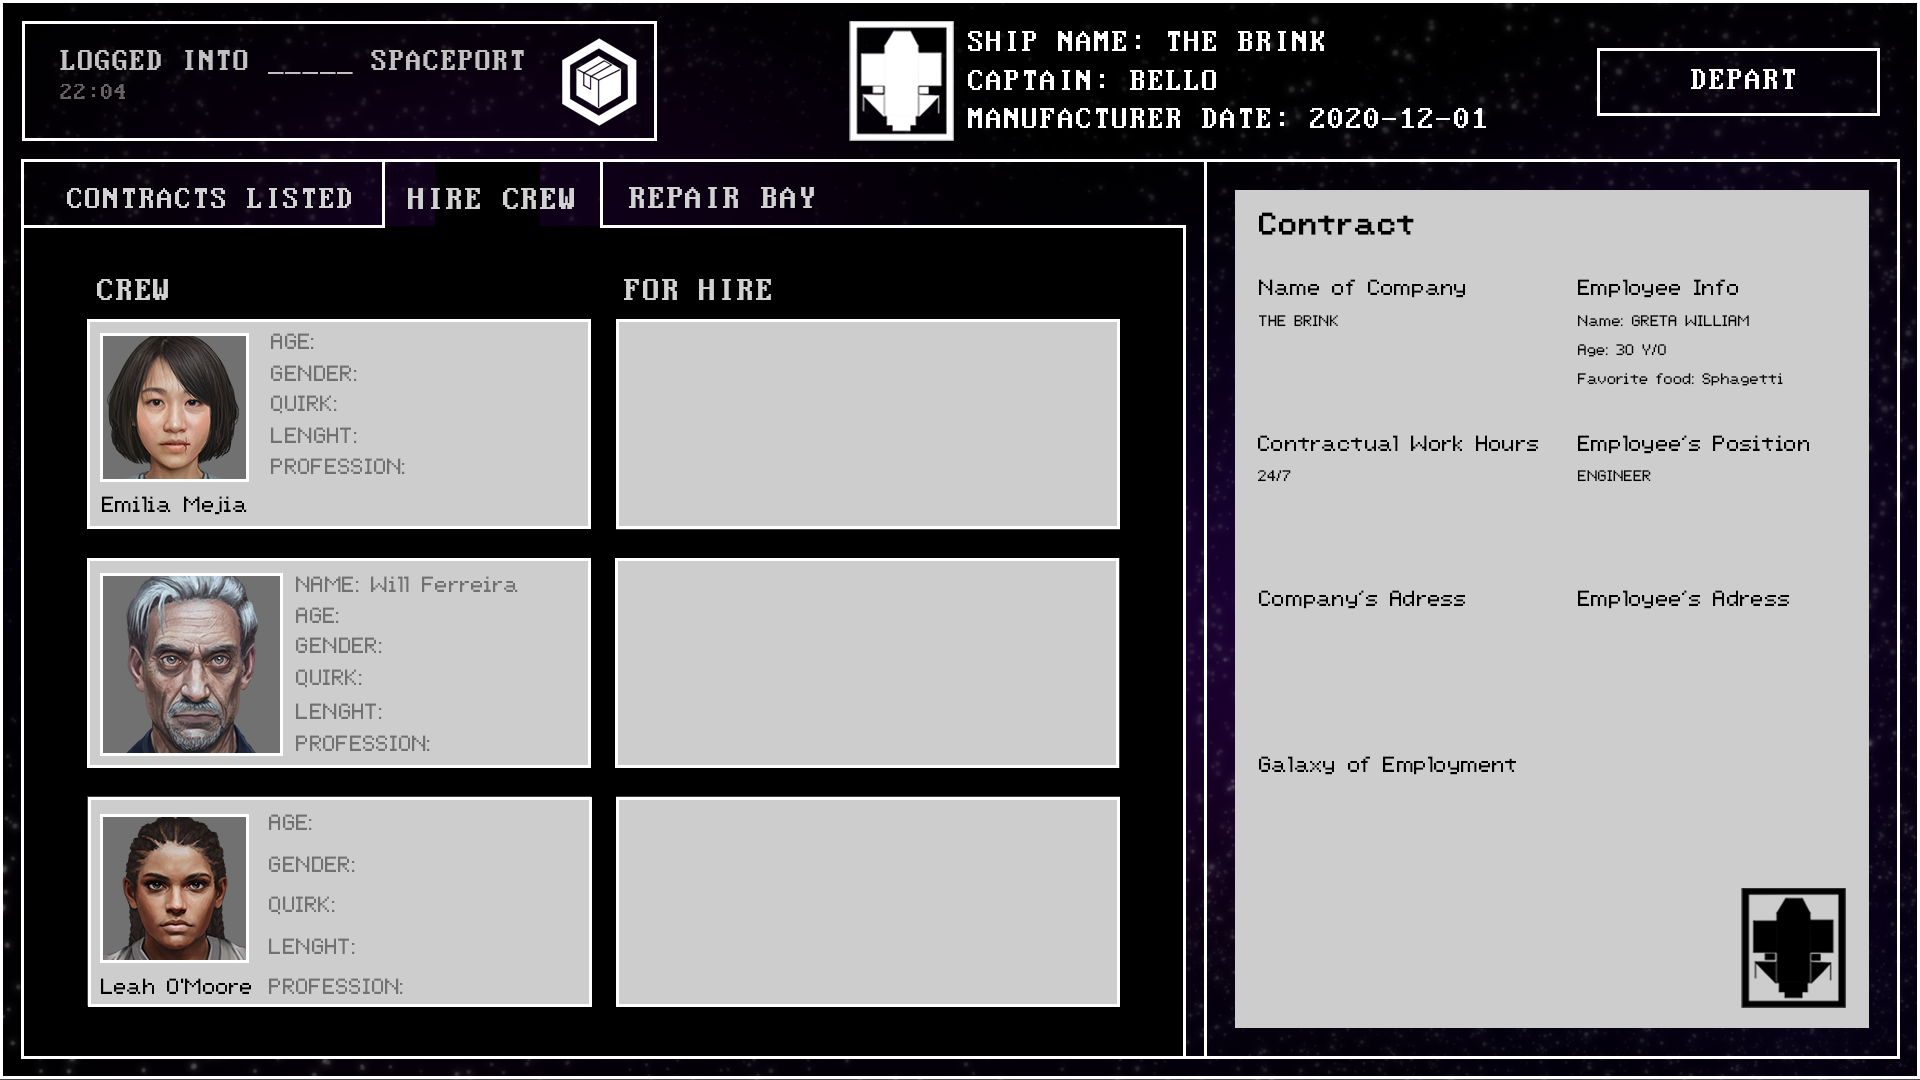 LOGGED INTO _____ SPACEPORT
22:04
SHIP NAME: THE BRINK
CAPTAIN: BELLO
MANUFACTURER DATE: 2020-12-01
DEPART
CONTRACTS LISTED
HIRE CREW
REPAIR BAY
CREW
AGE:
GENDER:
QUIRK:
LENGHT:
PROFESSION:
Emilia Mejia
NAME: Will Ferreira
AGE:
GENDER:
QUIRK:
LENGHT:
PROFESSION:
AGE:
GENDER:
QUIRK:
LENGHT:
Leah O'Moore PROFESSION:
FOR HIRE
Contract
Name of Company
THE BRINK
Employee Info
Name: GRETA WILLIAM
Age: 30 Y/O
Favorite food: Sphagetti
Contractual Work Hours
24/7
Employee's Position
ENGINEER
Company's Adress
Employee's Adress
Galaxy of Employment